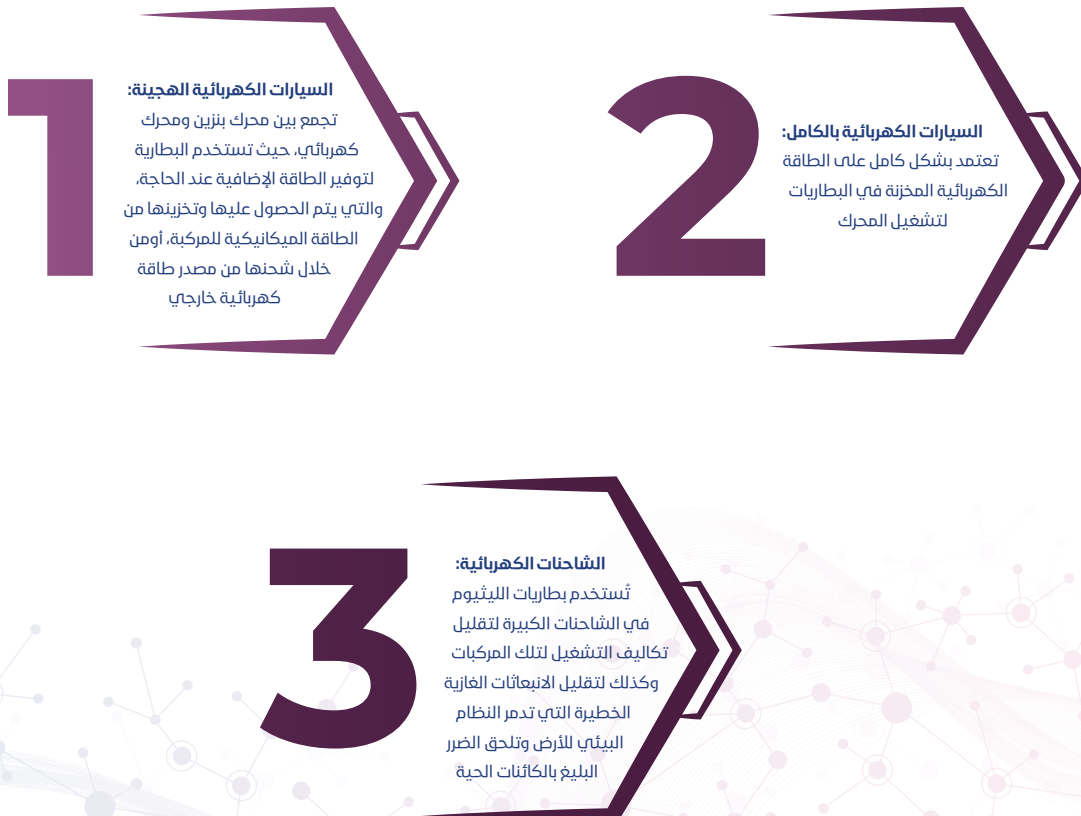 1
السيارات الكهربائية الهجينة:
تجمع بين محرك بنزين ومحرك
كهربائي، حيث تستخدم البطارية
لتوفير الطاقة الإضافية عند الحاجة،
والتي يتم الحصول عليها وتخزينها من
الطاقة الميكانيكية للمركبة، أومن
خلال شحنها من مصدر طاقة
كهربائية خارجي
2
السيارات الكهربائية بالكامل:
تعتمد بشكل كامل على الطاقة
الكهربائية المخزنة في البطاريات
لتشغيل المحرك
3
الشاحنات الكهربائية:
تُستخدم بطاريات الليثيوم
في الشاحنات الكبيرة لتقليل
تكاليف التشغيل لتلك المركبات
وكذلك لتقليل الانبعاثات الغازية
الخطيرة التي تدمر النظام
البيئي للأرض وتلحق الضرر
البليغ بالكائنات الحية